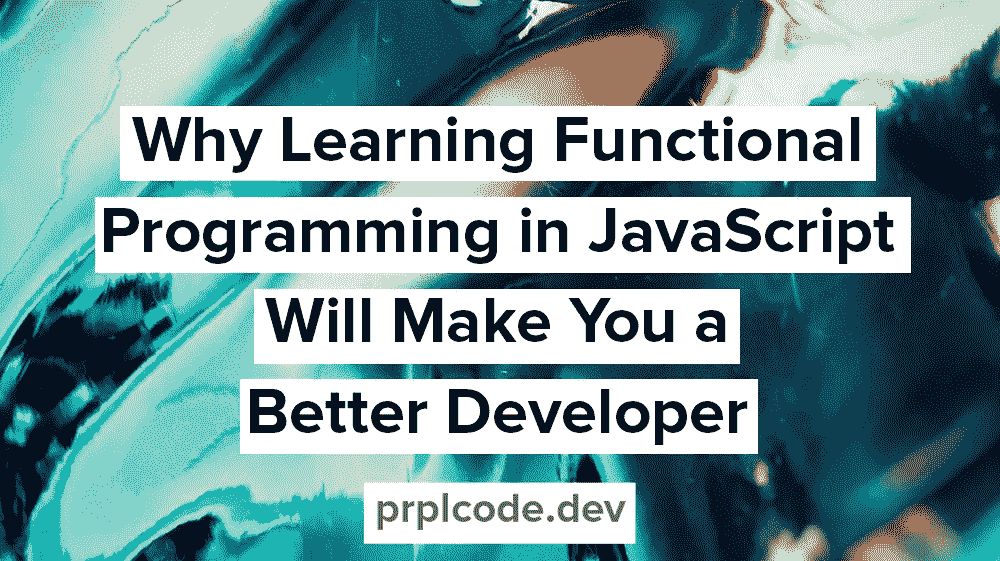 Why Learning Functional
Programming in JavaScript
Will Make You a
Better Developer
prplcode.dev